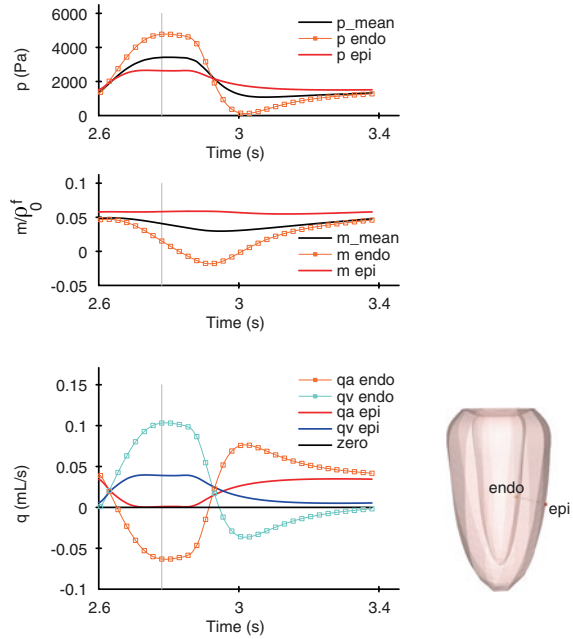 6000
4000
2000
0
p (Pa)
p_mean
p endo
p epi
2.6
3
3.4
Time (s)
0.1
0.05
0
-0.05
m/ρ₀ᶠ
m_mean
m endo
m epi
2.6
3
3.4
Time (s)
0.15
0.1
0.05
0
-0.05
-0.1
q (mL/s)
qa endo
qv endo
qa epi
qv epi
zero
2.6
3
3.4
Time (s)
endo
epi